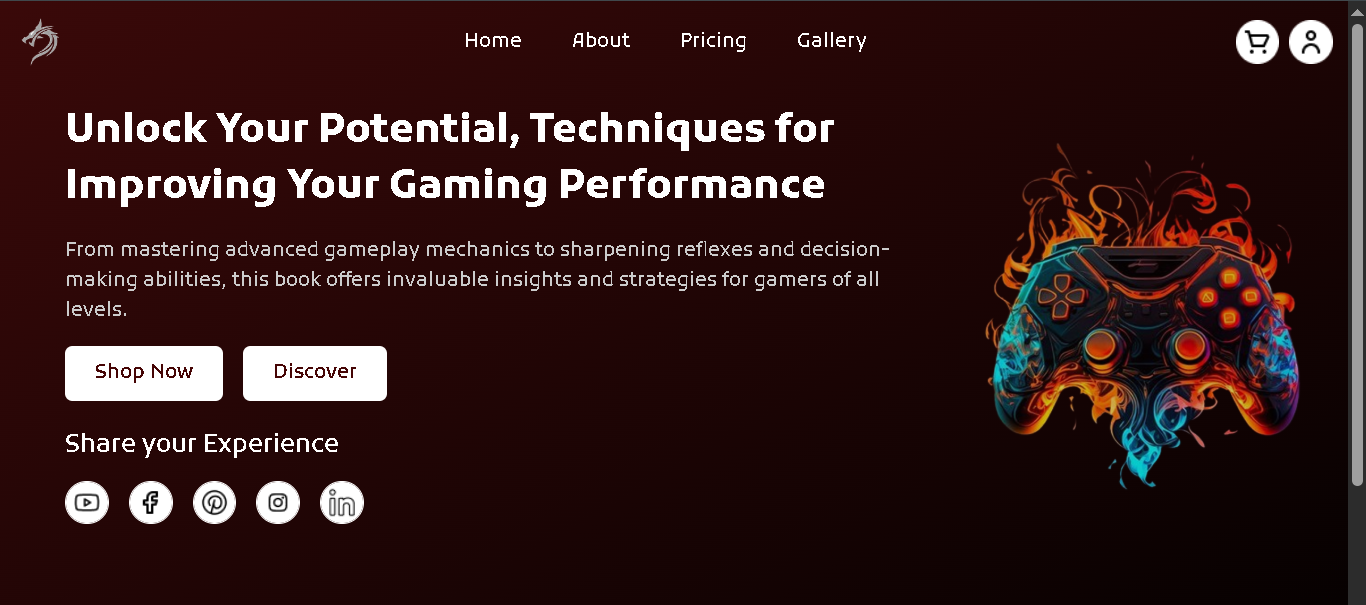 Home About Pricing Gallery
Unlock Your Potential, Techniques for
Improving Your Gaming Performance
From mastering advanced gameplay mechanics to sharpening reflexes and decision-
making abilities, this book offers invaluable insights and strategies for gamers of all
levels.
Shop Now Discover
Share your Experience
in